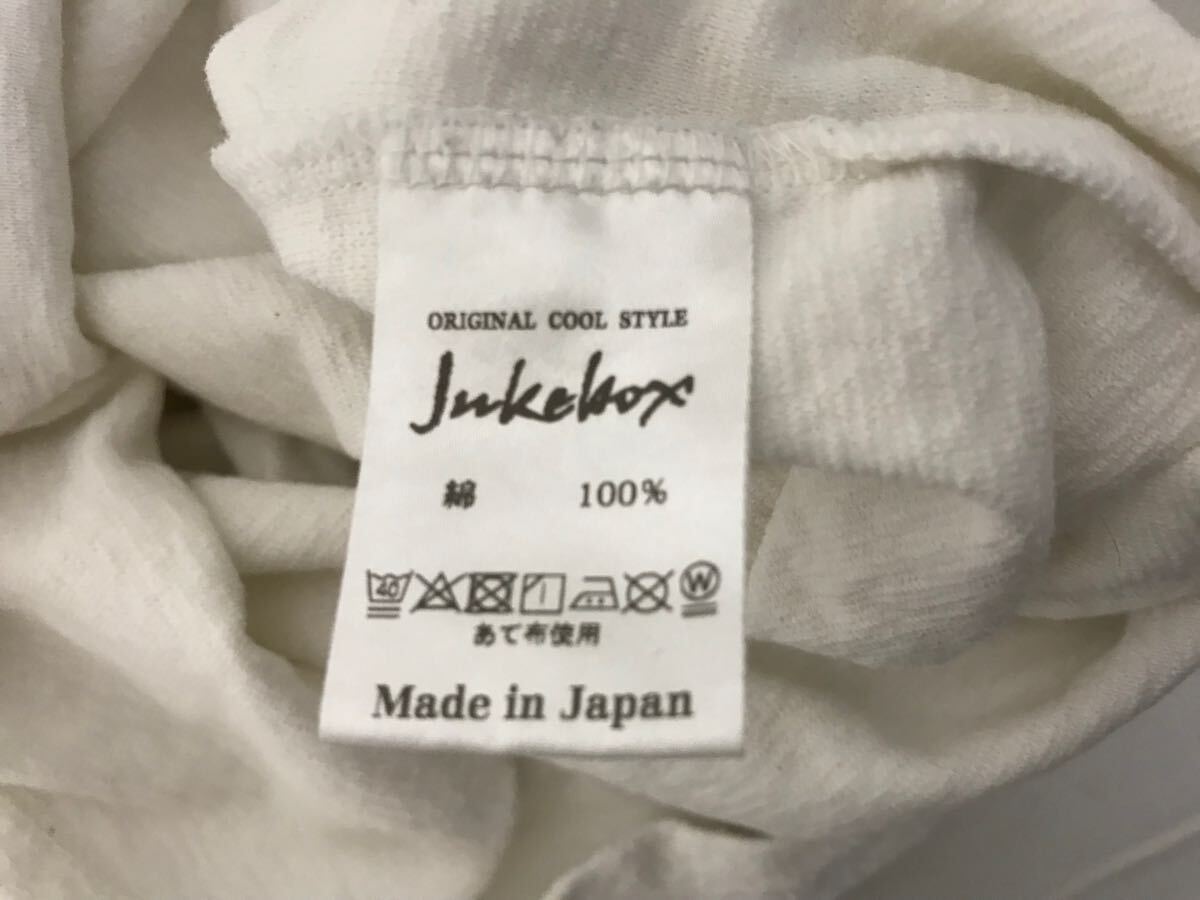 ORIGINAL COOL STYLE
Jukebox
綿 100%
40 W
あて布使用
Made in Japan